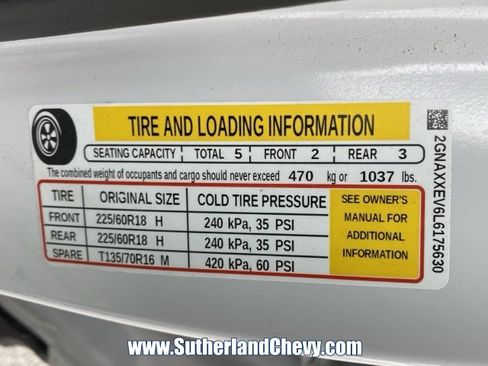 TIRE AND LOADING INFORMATION
SEATING CAPACITY TOTAL 5 FRONT 2 REAR 3
The combined weight of occupants and cargo should never exceed 470 kg or 1037 lbs.
TIRE ORIGINAL SIZE COLD TIRE PRESSURE
FRONT 225/60R18 H 240 kPa, 35 PSI
REAR 225/60R18 H 240 kPa, 35 PSI
SPARE T135/70R16 M 420 kPa, 60 PSI
SEE OWNER'S
MANUAL FOR
ADDITIONAL
INFORMATION
2GNAXXEV6L6175630
www.SutherlandChevy.com